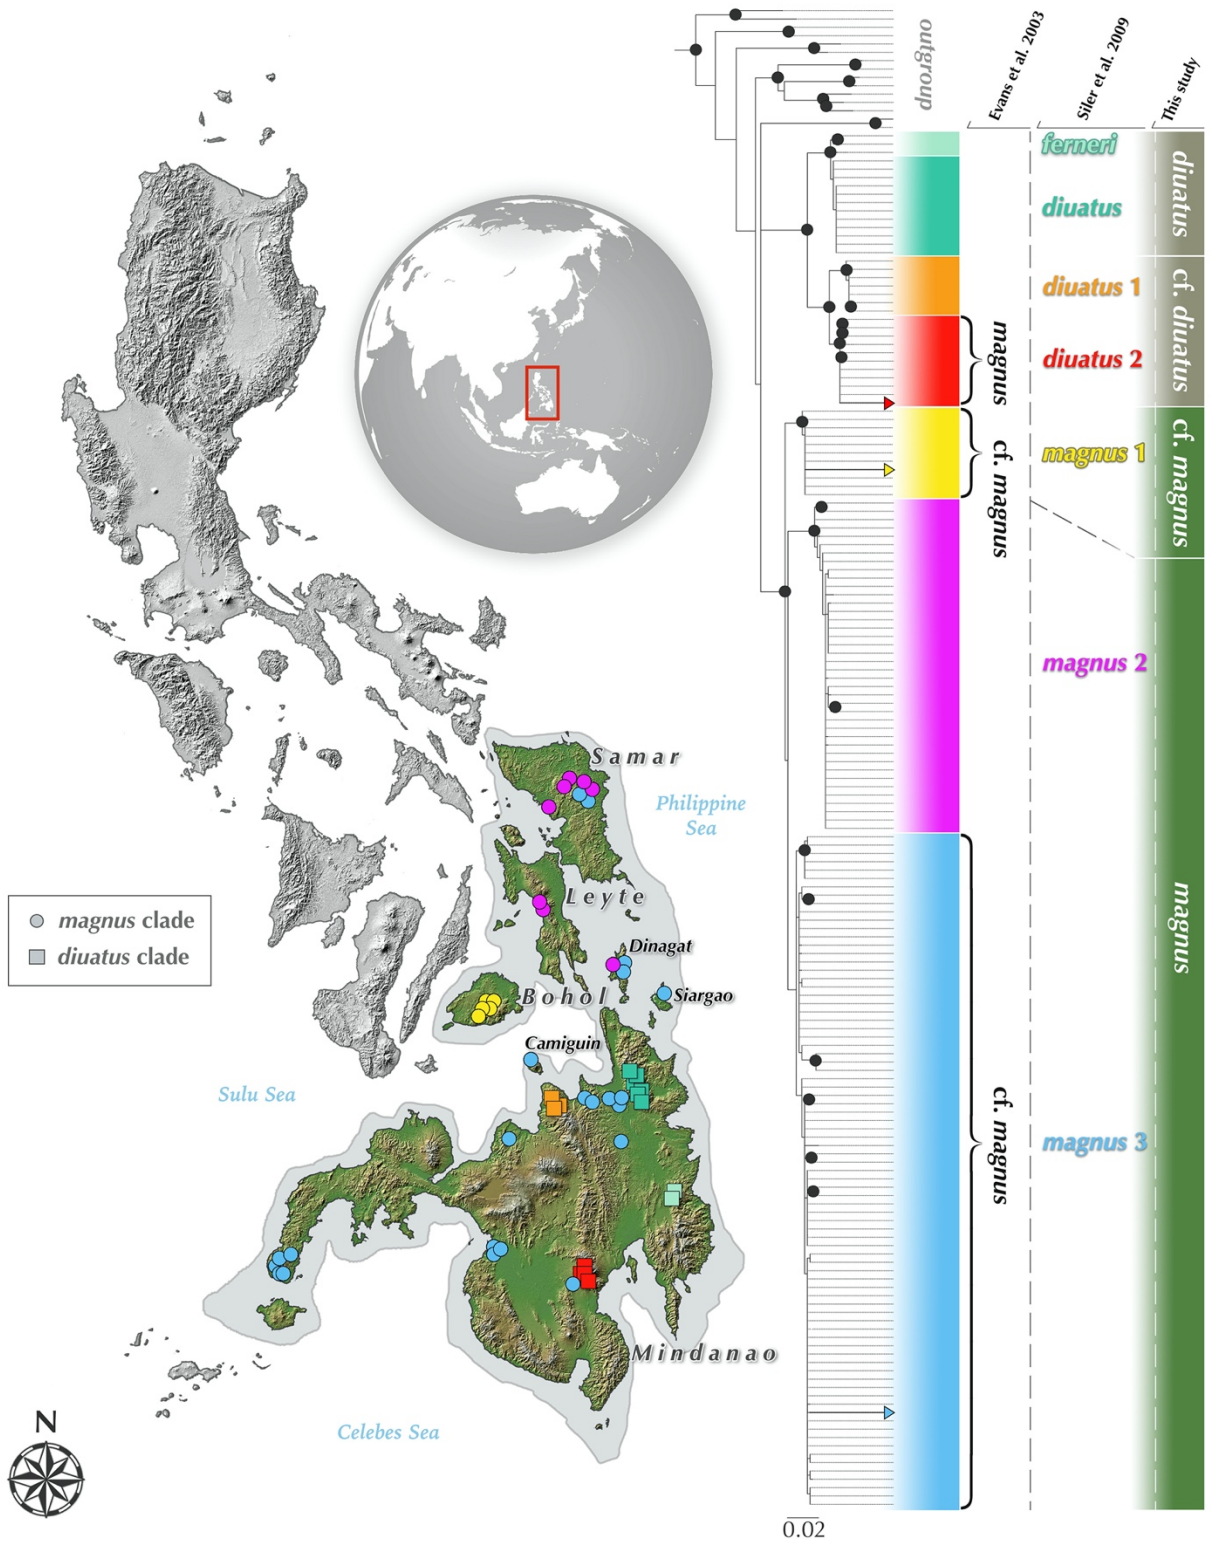 outgroup
Evans et al. 2003
Siler et al. 2009
This study
ferneri
diuatus
diuatus
diuatus 1
cf. diuatus
magnus
diuatus 2
cf. magnus
magnus 1
cf. magnus
magnus 2
magnus
cf. magnus
magnus 3
0.02
Samar
Philippine
Sea
Leyte
magnus clade
diuatus clade
Dinagat
Bohol
Siargao
Camiguin
Sulu Sea
Mindanao
Celebes Sea
N